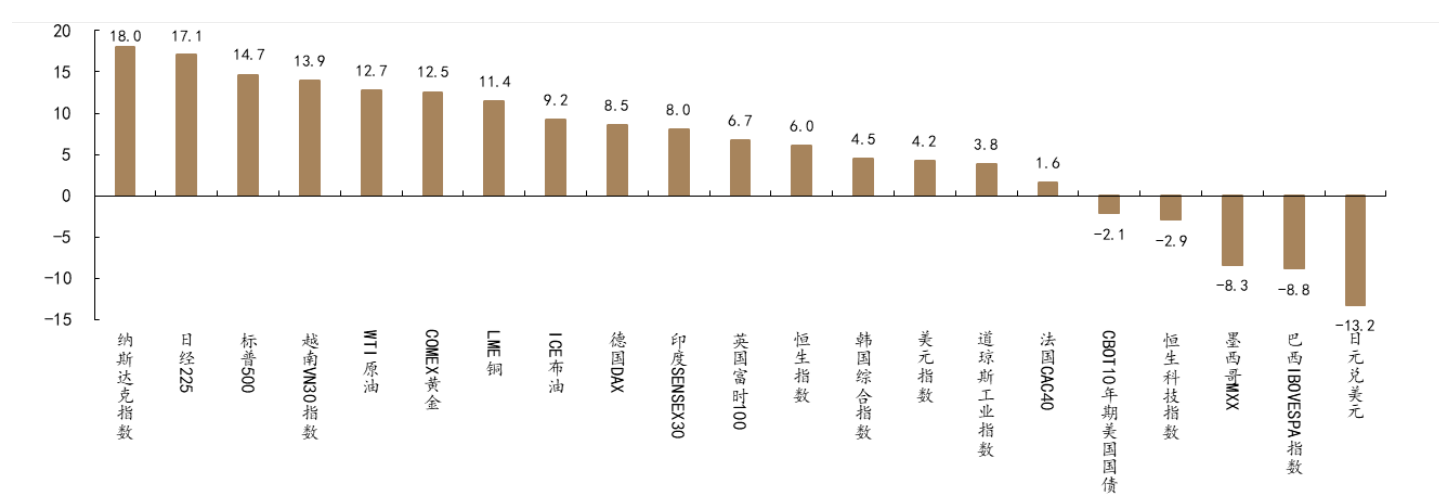 20
15
10
5
0
-5
-10
-15
18.0
17.1
14.7
13.9
12.7
12.5
11.4
9.2
8.5
8.0
6.7
6.0
4.5
4.2
3.8
1.6
-2.1
-2.9
-8.3
-8.8
-13.2
纳斯达克指数
日经225
标普500
越南VN30指数
WTI原油
COMEX黄金
LME铜
ICE布油
德国DAX
印度SENSEX30
英国富时100
恒生指数
韩国综合指数
美元指数
道琼斯工业指数
法国CAC40
CBOT10年期美国国债
恒生科技指数
墨西哥MXX
巴西IBOVESPA指数
日元兑美元